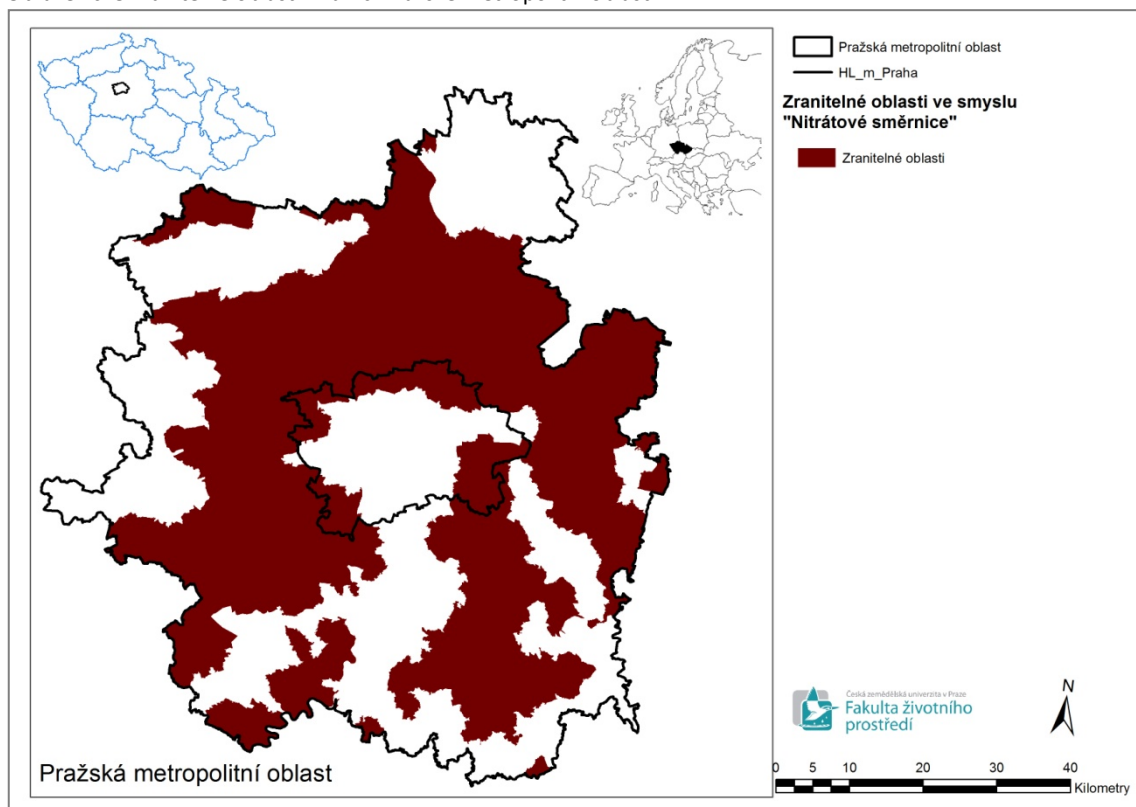 Pražská metropolitní oblast
HL_m_Praha
Zranitelné oblasti ve smyslu
"Nitrátové směrnice"
Zranitelné oblasti
Česká zemědělská univerzita v Praze
Fakulta životního
prostředí
N
Pražská metropolitní oblast
0 5 10 20 30 40
Kilometry